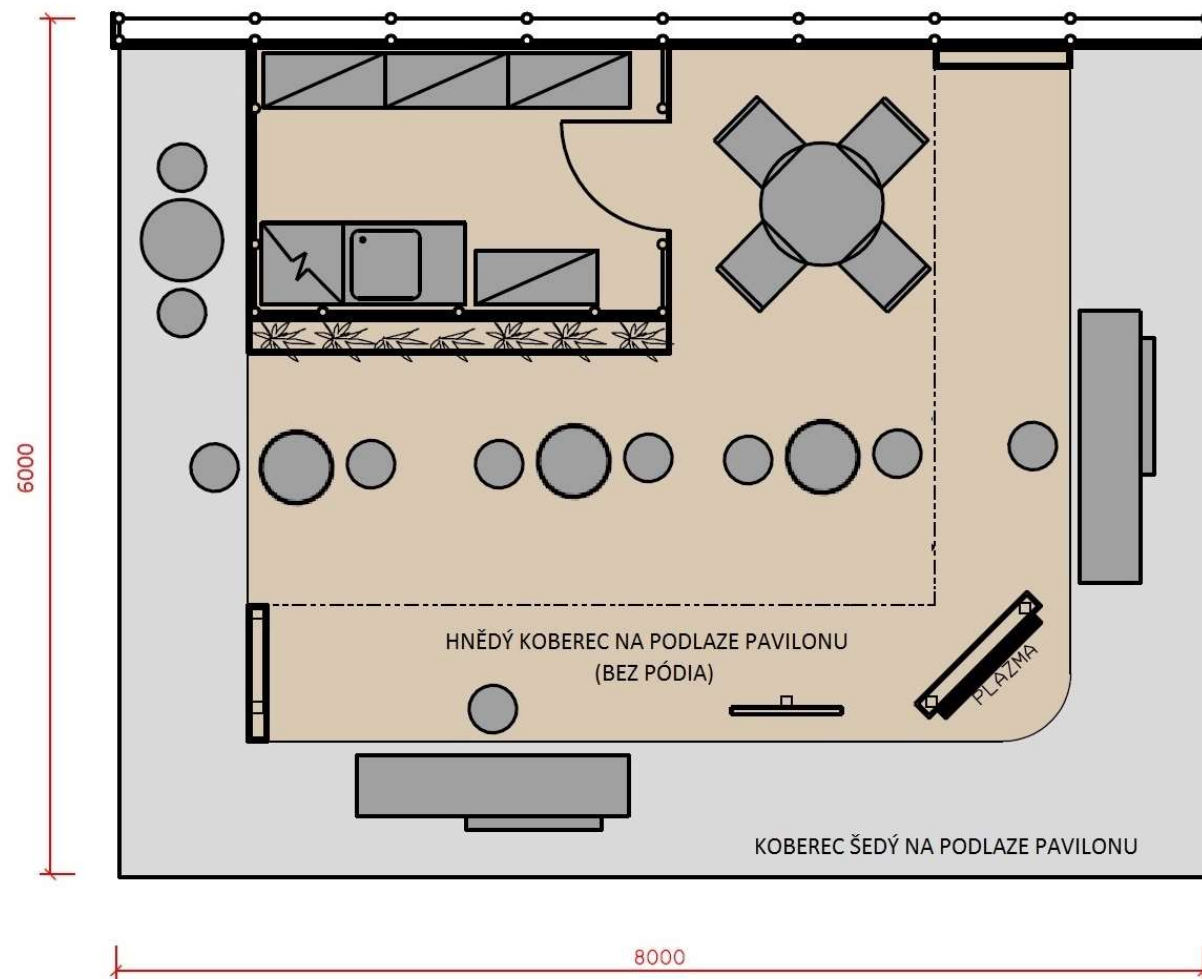 6000
HNĚDÝ KOBEREC NA PODLAZE PAVILONU
(BEZ PÓDIA)
PLAZMA
KOBEREC ŠEDÝ NA PODLAZE PAVILONU
8000